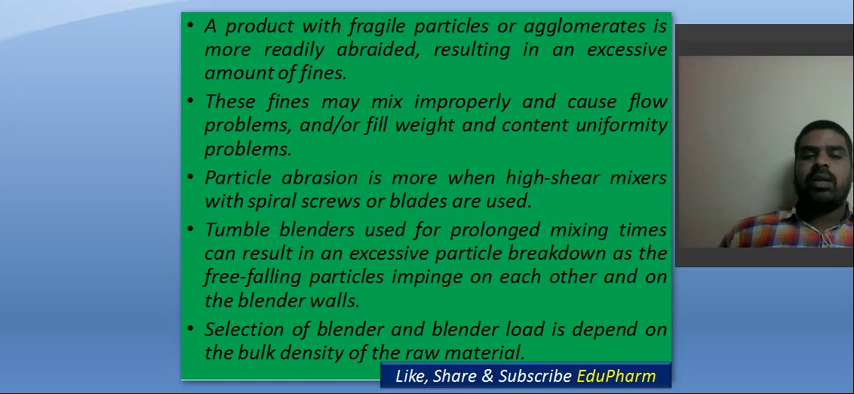 • A product with fragile particles or agglomerates is
more readily abraided, resulting in an excessive
amount of fines.
• These fines may mix improperly and cause flow
problems, and/or fill weight and content uniformity
problems.
• Particle abrasion is more when high-shear mixers
with spiral screws or blades are used.
• Tumble blenders used for prolonged mixing times
can result in an excessive particle breakdown as the
free-falling particles impinge on each other and on
the blender walls.
• Selection of blender and blender load is depend on
the bulk density of the raw material.
Like, Share & Subscribe EduPharm